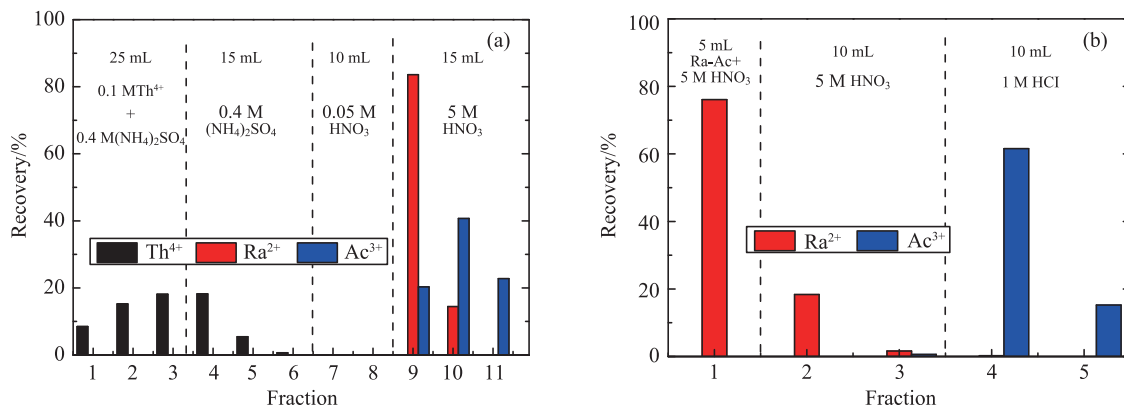 (a)
25 mL
15 mL
10 mL
15 mL
0.1 MTh⁴⁺
+
0.4 M(NH₄)₂SO₄
0.4 M
(NH₄)₂SO₄
0.05 M
HNO₃
5 M
HNO₃
Th⁴⁺ Ra²⁺ Ac³⁺
Recovery/%
100
80
60
40
20
0
1 2 3 4 5 6 7 8 9 10 11
Fraction
(b)
5 mL
Ra-Ac+
5 M HNO₃
10 mL
5 M HNO₃
10 mL
1 M HCl
Ra²⁺ Ac³⁺
Recovery/%
100
80
60
40
20
0
1 2 3 4 5
Fraction